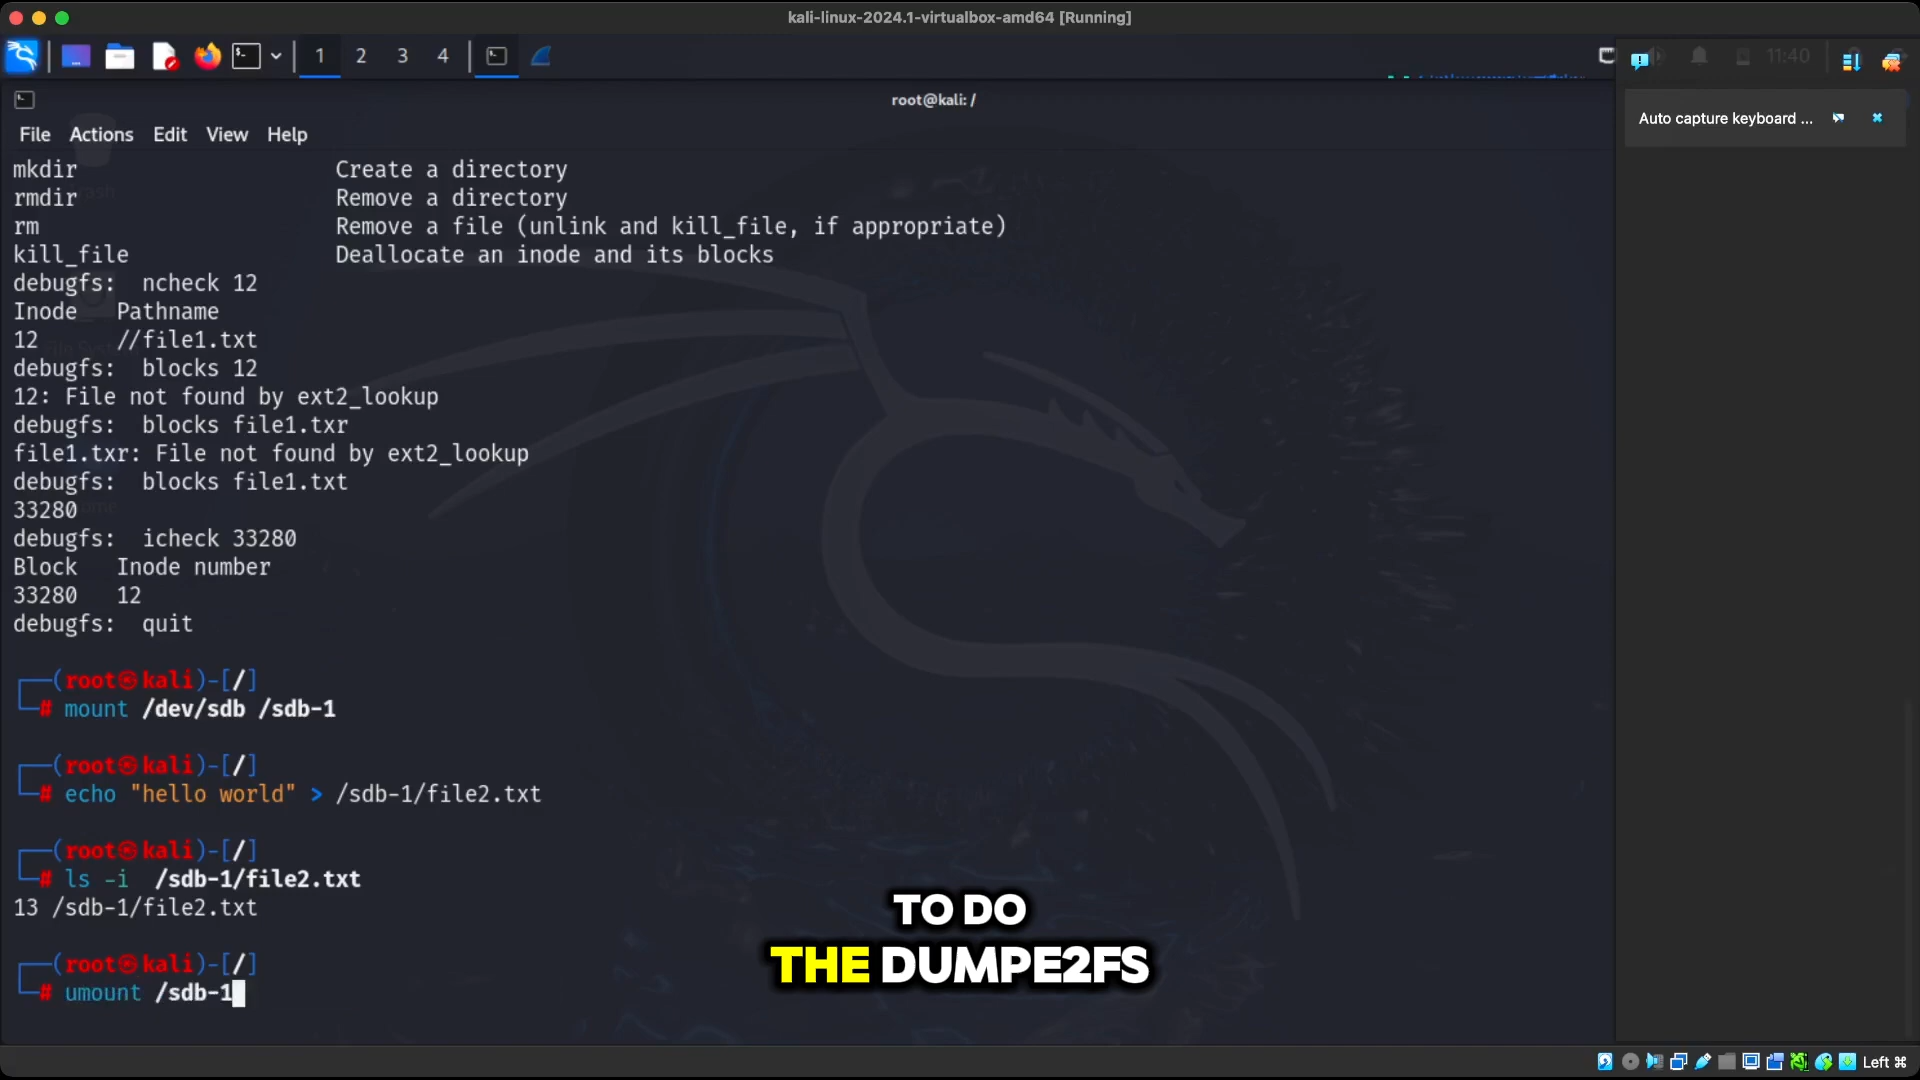 kali-linux-2024.1-virtualbox-amd64 [Running]
1 2 3 4
11:40
root@kali: /
Auto capture keyboard ...
File Actions Edit View Help
mkdir Create a directory
rmdir Remove a directory
rm Remove a file (unlink and kill_file, if appropriate)
kill_file Deallocate an inode and its blocks
debugfs: ncheck 12
Inode Pathname
12 //file1.txt
debugfs: blocks 12
12: File not found by ext2_lookup
debugfs: blocks file1.txr
file1.txr: File not found by ext2_lookup
debugfs: blocks file1.txt
33280
debugfs: icheck 33280
Block Inode number
33280 12
debugfs: quit
(root㉿kali)-[/]
# mount /dev/sdb /sdb-1
(root㉿kali)-[/]
# echo "hello world" > /sdb-1/file2.txt
(root㉿kali)-[/]
# ls -i /sdb-1/file2.txt
13 /sdb-1/file2.txt
(root㉿kali)-[/]
# umount /sdb-1
TO DO
THE DUMPE2FS
Left ⌘